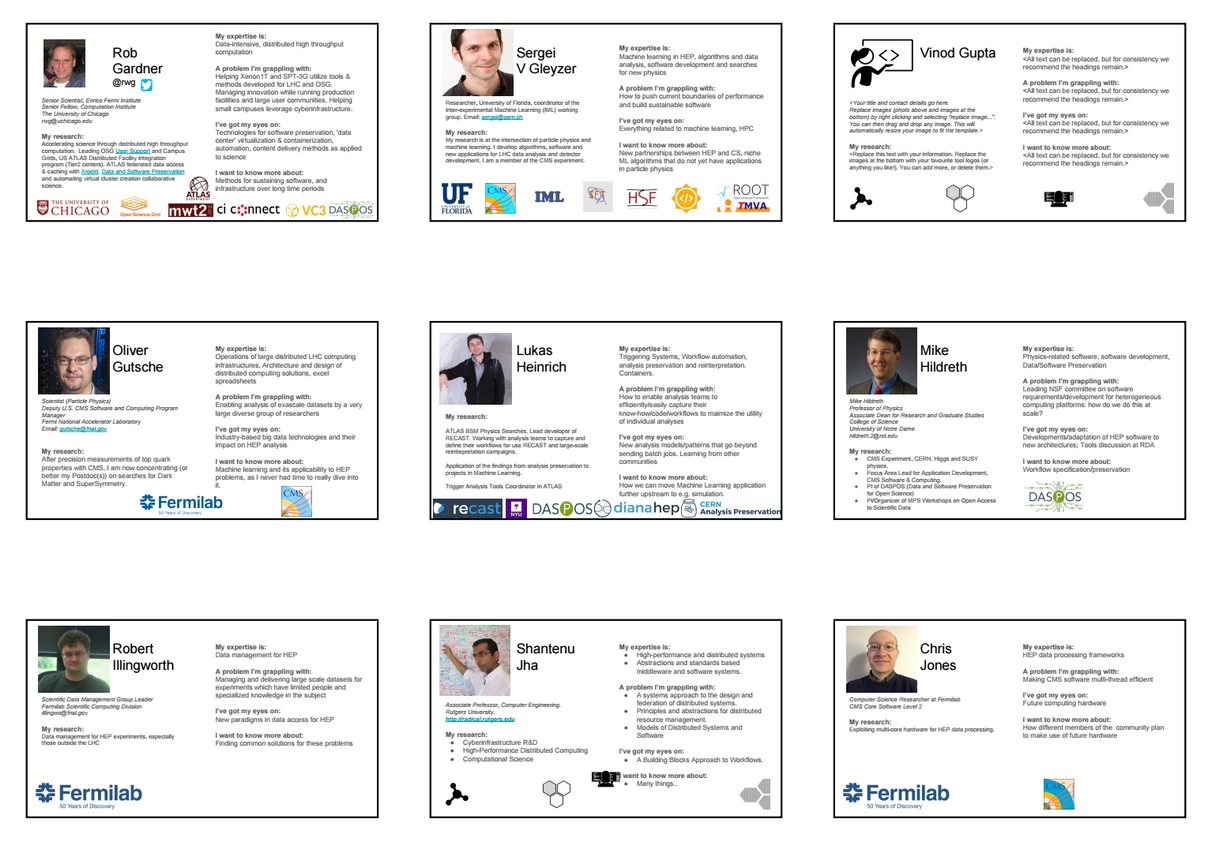 Rob
Gardner
@rwg
Senior Scientist, Enrico Fermi Institute
Senior Fellow, Computation Institute
The University of Chicago
rwg@uchicago.edu
My research:
Accelerating science through distributed high throughput
computation. Leading OSG User Support and Campus
Grids, US ATLAS Distributed Facility Integration
program (Tier2 centers). ATLAS federated data access
& caching with Xrootd, Data and Software Preservation
and automating virtual cluster creation collaborative
science.
My expertise is:
Data-intensive, distributed high throughput
computation
A problem I'm grappling with:
Helping Xenon1T and SPT-3G utilize tools &
methods developed for LHC and OSG.
Managing innovation while running production
facilities and large user communities. Helping
small campuses leverage cyberinfrastructure.
I've got my eyes on:
Technologies for software preservation, 'data
center' virtualization & containerization,
automation, content delivery methods as applied
to science
I want to know more about:
Methods for sustaining software, and
infrastructure over long time periods
ATLAS
EXPERIMENT
THE UNIVERSITY OF
CHICAGO
Open Science Grid
mwt2
ci connect
VC3
DASPOS
Sergei
V Gleyzer
Researcher, University of Florida, coordinator of the
Inter-experimental Machine Learning (IML) working
group. Email: sergei@cern.ch
My research:
My research is at the intersection of particle physics and
machine learning. I develop algorithms, software and
new applications for LHC data analysis and detector
development. I am a member of the CMS experiment.
My expertise is:
Machine learning in HEP, algorithms and data
analysis, software development and searches
for new physics
A problem I'm grappling with:
How to push current boundaries of performance
and build sustainable software
I've got my eyes on:
Everything related to machine learning, HPC
I want to know more about:
New partnerships between HEP and CS, niche
ML algorithms that do not yet have applications
in particle physics
UF
UNIVERSITY of
FLORIDA
CMS
IML
HSF
ROOT
Data Analysis Framework
TMVA
Vinod Gupta
<Your title and contact details go here.
Replace images (photo above and images at the
bottom) by right clicking and selecting "replace image...".
You can then drag and drop any image. This will
automatically resize your image to fit the template.>
My research:
<Replace this text with your information. Replace the
images at the bottom with your favourite tool logos (or
anything you like!). You can add more, or delete them.>
My expertise is:
<All text can be replaced, but for consistency we
recommend the headings remain.>
A problem I'm grappling with:
<All text can be replaced, but for consistency we
recommend the headings remain.>
I've got my eyes on:
<All text can be replaced, but for consistency we
recommend the headings remain.>
I want to know more about:
<All text can be replaced, but for consistency we
recommend the headings remain.>
Oliver
Gutsche
Scientist (Particle Physics)
Deputy U.S. CMS Software and Computing Program
Manager
Fermi National Accelerator Laboratory
Email: gutsche@fnal.gov
My research:
After precision measurements of top quark
properties with CMS, I am now concentrating (or
better my Postdoc(s)) on searches for Dark
Matter and SuperSymmetry.
My expertise is:
Operations of large distributed LHC computing
infrastructures, Architecture and design of
distributed computing solutions, excel
spreadsheets
A problem I'm grappling with:
Enabling analysis of exascale datasets by a very
large diverse group of researchers
I've got my eyes on:
Industry-based big data technologies and their
impact on HEP analysis
I want to know more about:
Machine learning and its applicability to HEP
problems, as I never had time to really dive into
it.
Fermilab
50 Years of Discovery
CMS
Lukas
Heinrich
My research:
ATLAS BSM Physics Searches. Lead developer of
RECAST. Working with analysis teams to capture and
define their workflows for use RECAST and large-scale
reinterpretation campaigns.
Application of the findings from analysis preservation to
projects in Machine Learning.
Trigger Analysis Tools Coordinator in ATLAS
My expertise is:
Triggering Systems, Workflow automation,
analysis preservation and reinterpretation.
Containers.
A problem I'm grappling with:
How to enable analysis teams to
efficiently/easily capture their
know-how/code/workflows to maimize the utility
of individual analyses
I've got my eyes on:
New analysis models/patterns that go beyond
sending batch jobs. Learning from other
communities
I want to know more about:
How we can move Machine Learning application
further upstream to e.g. simulation.
recast
NYU
DASPOS
dianahep
CERN
Analysis Preservation
Mike
Hildreth
Mike Hildreth
Professor of Physics
Associate Dean for Research and Graduate Studies
College of Science
University of Notre Dame
hildreth.2@nd.edu
My research:
● CMS Experiment, CERN. Higgs and SUSY
physics.
● Focus Area Lead for Application Development,
CMS Software & Computing.
● PI of DASPOS (Data and Software Preservation
for Open Science)
● PI/Organizer of MPS Workshops on Open Access
to Scientific Data
My expertise is:
Physics-related software, software development,
Data/Software Preservation
A problem I'm grappling with:
Leading NSF committee on software
requirements/development for heterogeneous
computing platforms: how do we do this at
scale?
I've got my eyes on:
Developments/adaptation of HEP software to
new architectures; Tools discussion at RDA
I want to know more about:
Workflow specification/preservation
DASPOS
Robert
Illingworth
Scientific Data Management Group Leader
Fermilab Scientific Computing Division
illingwo@fnal.gov
My research:
Data management for HEP experiments, especially
those outside the LHC
My expertise is:
Data management for HEP
A problem I'm grappling with:
Managing and delivering large scale datasets for
experiments which have limited people and
specialized knowledge in the subject
I've got my eyes on:
New paradigms in data access for HEP
I want to know more about:
Finding common solutions for these problems
Fermilab
50 Years of Discovery
Shantenu
Jha
Associate Professor, Computer Engineering.
Rutgers University.
http://radical.rutgers.edu
My research:
● Cyberinfrastructure R&D
● High-Performance Distributed Computing
● Computational Science
My expertise is:
● High-performance and distributed systems
● Abstractions and standards based
middleware and software systems.
A problem I'm grappling with:
● A systems approach to the design and
federation of distributed systems.
● Principles and abstractions for distributed
resource management.
● Models of Distributed Systems and
Software
I've got my eyes on:
● A Building Blocks Approach to Workflows.
want to know more about:
● Many things..
Chris
Jones
Computer Science Researcher at Fermilab
CMS Core Software Level 2
My research:
Exploiting multi-core hardware for HEP data processing.
My expertise is:
HEP data processing frameworks
A problem I'm grappling with:
Making CMS software multi-thread efficient
I've got my eyes on:
Future computing hardware
I want to know more about:
How different members of the community plan
to make use of future hardware
Fermilab
50 Years of Discovery
CMS